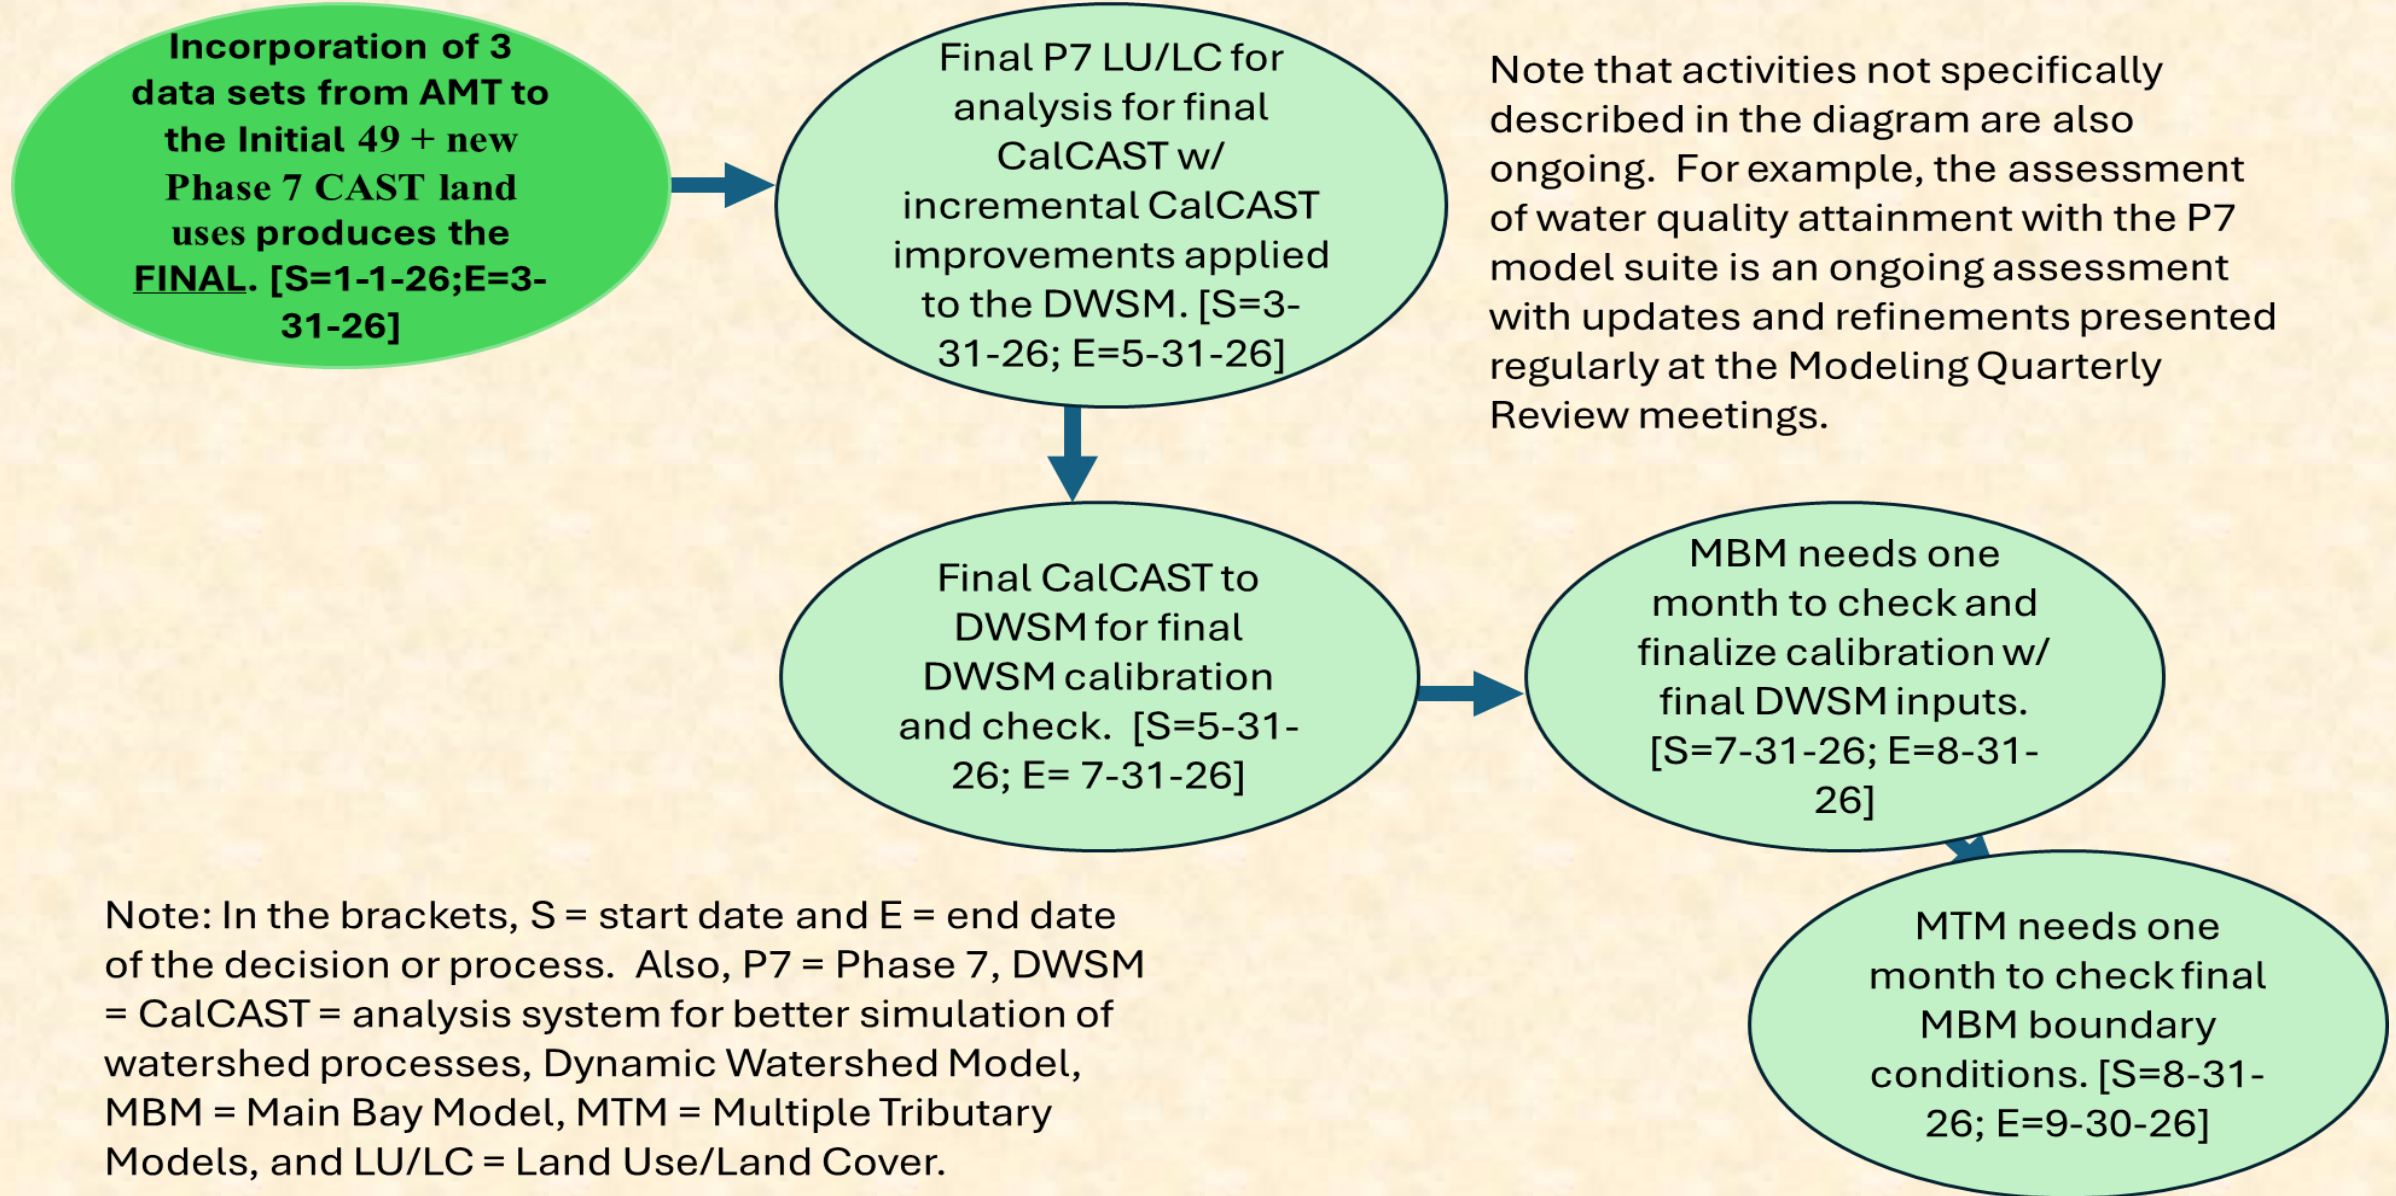 Incorporation of 3
data sets from AMT to
the Initial 49 + new
Phase 7 CAST land
uses produces the
FINAL. [S=1-1-26;E=3-
31-26]
Final P7 LU/LC for
analysis for final
CalCAST w/
incremental CalCAST
improvements applied
to the DWSM. [S=3-
31-26; E=5-31-26]
Note that activities not specifically
described in the diagram are also
ongoing.  For example, the assessment
of water quality attainment with the P7
model suite is an ongoing assessment
with updates and refinements presented
regularly at the Modeling Quarterly
Review meetings.
Final CalCAST to
DWSM for final
DWSM calibration
and check.  [S=5-31-
26; E= 7-31-26]
MBM needs one
month to check and
finalize calibration w/
final DWSM inputs.
[S=7-31-26; E=8-31-
26]
MTM needs one
month to check final
MBM boundary
conditions. [S=8-31-
26; E=9-30-26]
Note: In the brackets, S = start date and E = end date
of the decision or process.  Also, P7 = Phase 7, DWSM
= CalCAST = analysis system for better simulation of
watershed processes, Dynamic Watershed Model,
MBM = Main Bay Model, MTM = Multiple Tributary
Models, and LU/LC = Land Use/Land Cover.